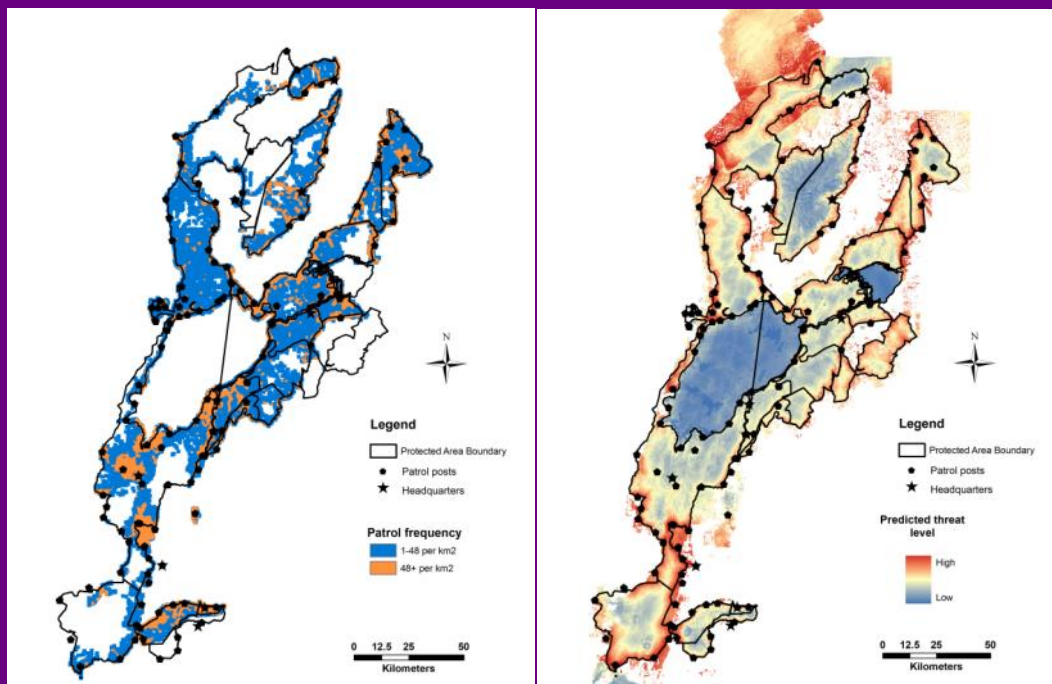 N
Legend
Protected Area Boundary
Patrol posts
Headquarters
Patrol frequency
1-48 per km2
48+ per km2
0 12.5 25 50
Kilometers
N
Legend
Protected Area Boundary
Patrol posts
Headquarters
Predicted threat
level
High
Low
0 12.5 25 50
Kilometers